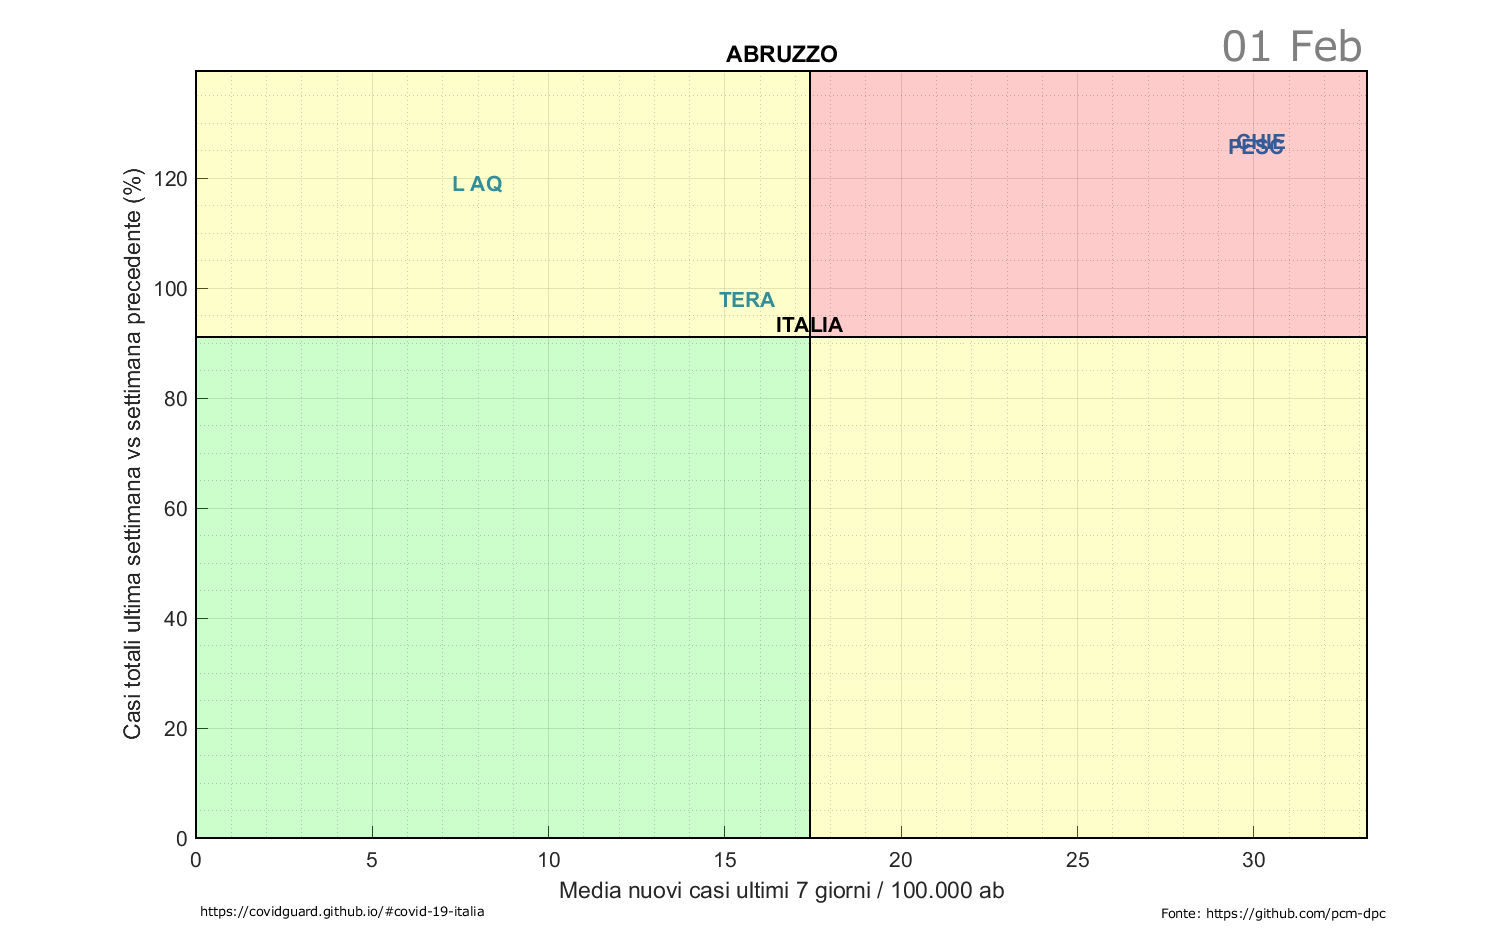 01 Feb
ABRUZZO
CHIE
PESC
L AQ
TERA
ITALIA
Casi totali ultima settimana vs settimana precedente (%)
120
100
80
60
40
20
0
0 5 10 15 20 25 30
Media nuovi casi ultimi 7 giorni / 100.000 ab
https://covidguard.github.io/#covid-19-italia
Fonte: https://github.com/pcm-dpc